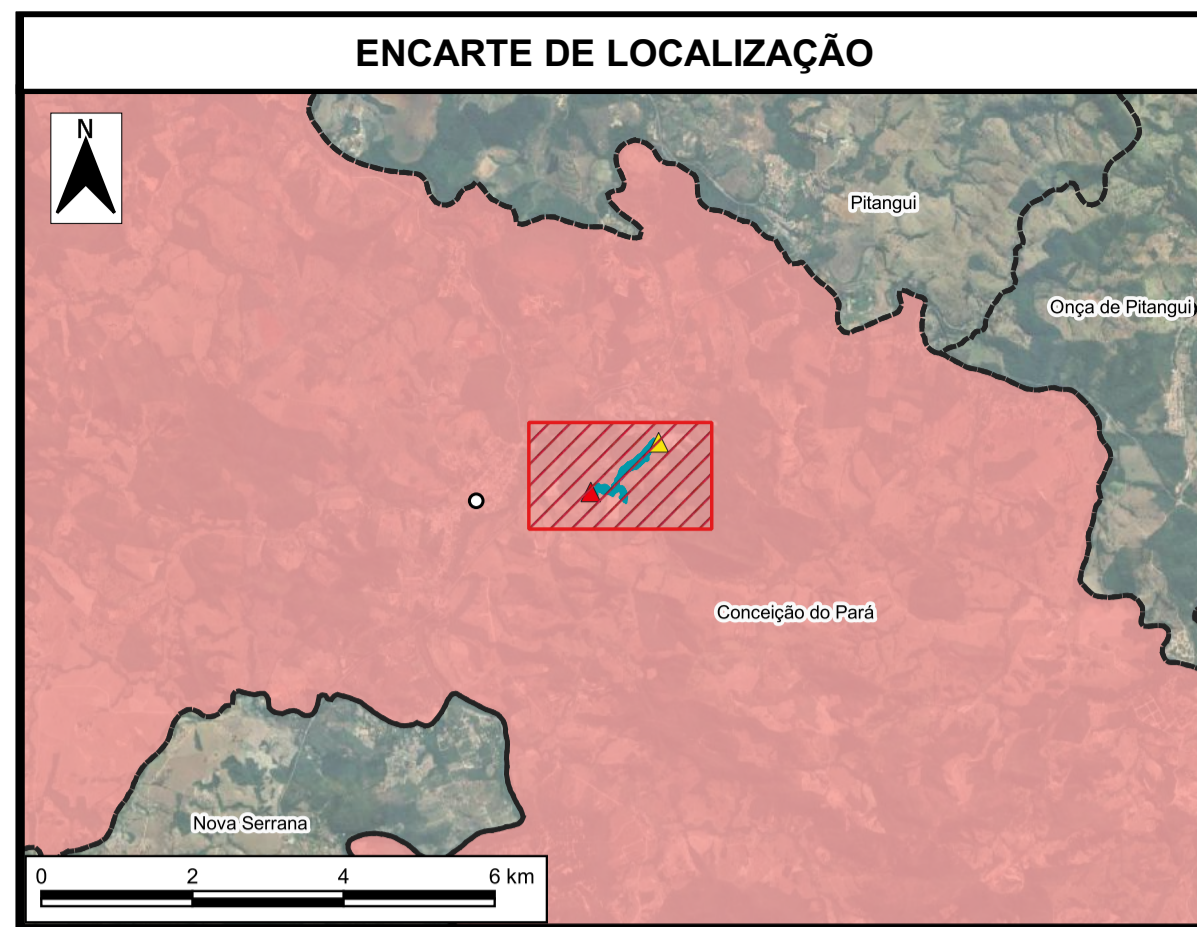 ENCARTE DE LOCALIZAÇÃO
N
Pitangui
Onça de Pitangui
Conceição do Pará
Nova Serrana
0 2 4 6 km